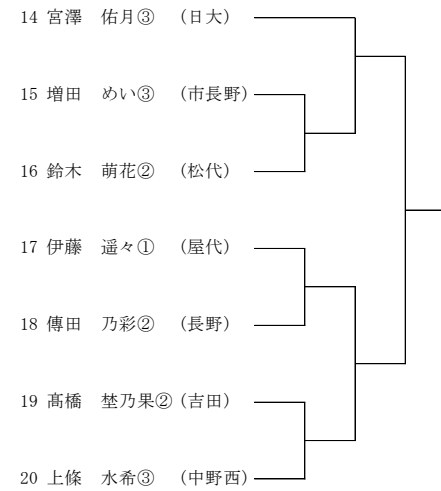 14 宮澤　佑月③　(日大)
15 増田　めい③　(市長野)
16 鈴木　萌花②　(松代)
17 伊藤　遥々①　(屋代)
18 傳田　乃彩②　(長野)
19 髙橋　埜乃果② (吉田)
20 上條　水希③　(中野西)